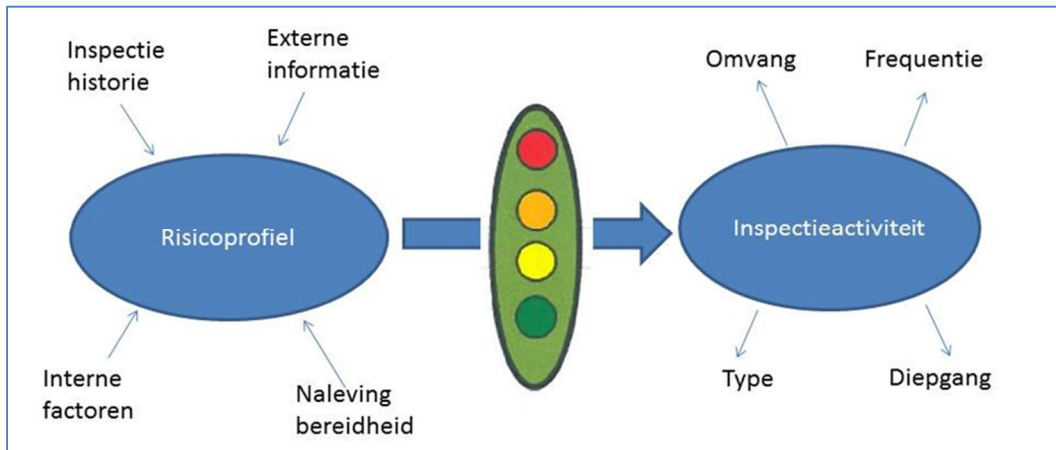 Inspectie
historie
Externe
informatie
Risicoprofiel
Interne
factoren
Naleving
bereidheid
Omvang
Frequentie
Inspectieactiviteit
Type
Diepgang